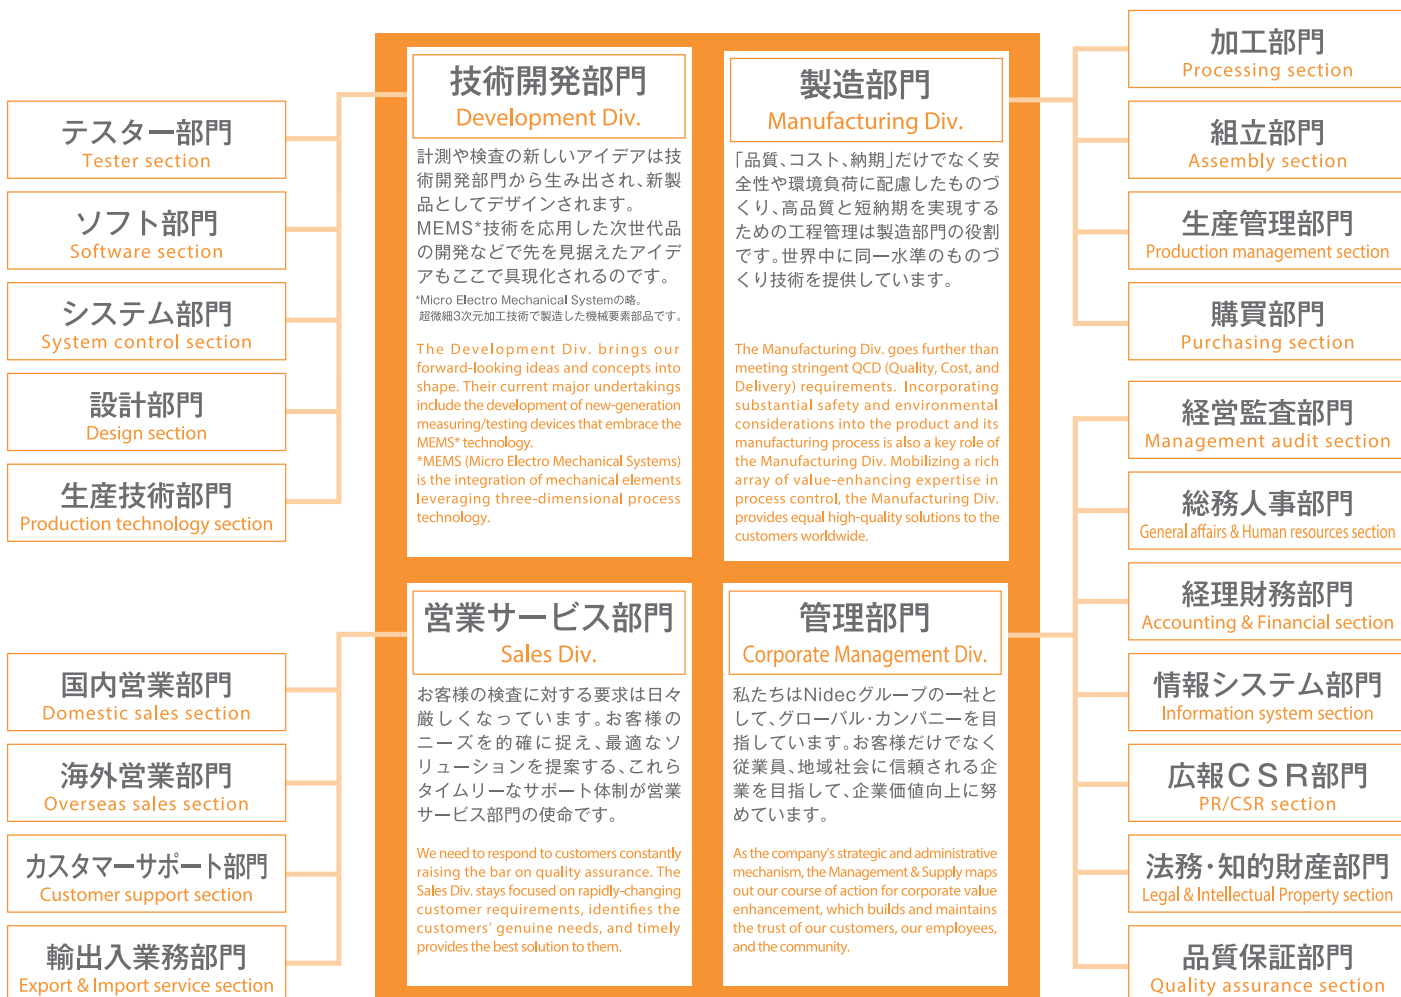 技術開発部門
Development Div.
計測や検査の新しいアイデアは技
術開発部門から生み出され、新製
品としてデザインされます。
MEMS*技術を応用した次世代品
の開発などで先を見据えたアイデ
アもここで具現化されるのです。
*Micro Electro Mechanical Systemの略。
超微細3次元加工技術で製造した機械要素部品です。
The Development Div. brings our
forward-looking ideas and concepts into
shape. Their current major undertakings
include the development of new-generation
measuring/testing devices that embrace the
MEMS* technology.
*MEMS (Micro Electro Mechanical Systems)
is the integration of mechanical elements
leveraging three-dimensional process
technology.
テスター部門
Tester section
ソフト部門
Software section
システム部門
System control section
設計部門
Design section
生産技術部門
Production technology section
製造部門
Manufacturing Div.
「品質、コスト、納期」だけでなく安
全性や環境負荷に配慮したものづ
くり、高品質と短納期を実現する
ための工程管理は製造部門の役割
です。世界中に同一水準のものづ
くり技術を提供しています。
The Manufacturing Div. goes further than
meeting stringent QCD (Quality, Cost, and
Delivery) requirements. Incorporating
substantial safety and environmental
considerations into the product and its
manufacturing process is also a key role of
the Manufacturing Div. Mobilizing a rich
array of value-enhancing expertise in
process control, the Manufacturing Div.
provides equal high-quality solutions to the
customers worldwide.
加工部門
Processing section
組立部門
Assembly section
生産管理部門
Production management section
購買部門
Purchasing section
営業サービス部門
Sales Div.
お客様の検査に対する要求は日々
厳しくなっています。お客様の
ニーズを的確に捉え、最適なソ
リューションを提案する、これら
タイムリーなサポート体制が営業
サービス部門の使命です。
We need to respond to customers constantly
raising the bar on quality assurance. The
Sales Div. stays focused on rapidly-changing
customer requirements, identifies the
customers' genuine needs, and timely
provides the best solution to them.
国内営業部門
Domestic sales section
海外営業部門
Overseas sales section
カスタマーサポート部門
Customer support section
輸出入業務部門
Export & Import service section
管理部門
Corporate Management Div.
私たちはNidecグループの一社と
して、グローバル・カンパニーを目
指しています。お客様だけでなく
従業員、地域社会に信頼される企
業を目指して、企業価値向上に努
めています。
As the company's strategic and administrative
mechanism, the Management & Supply maps
out our course of action for corporate value
enhancement, which builds and maintains
the trust of our customers, our employees,
and the community.
経営監査部門
Management audit section
総務人事部門
General affairs & Human resources section
経理財務部門
Accounting & Financial section
情報システム部門
Information system section
広報CSR部門
PR/CSR section
法務・知的財産部門
Legal & Intellectual Property section
品質保証部門
Quality assurance section